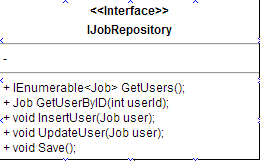 <<Interface>>
IJobRepository
-
+ IEnumerable<Job> GetUsers();
+ Job GetUserByID(int userId);
+ void InsertUser(Job user);
+ void UpdateUser(Job user);
+ void Save();